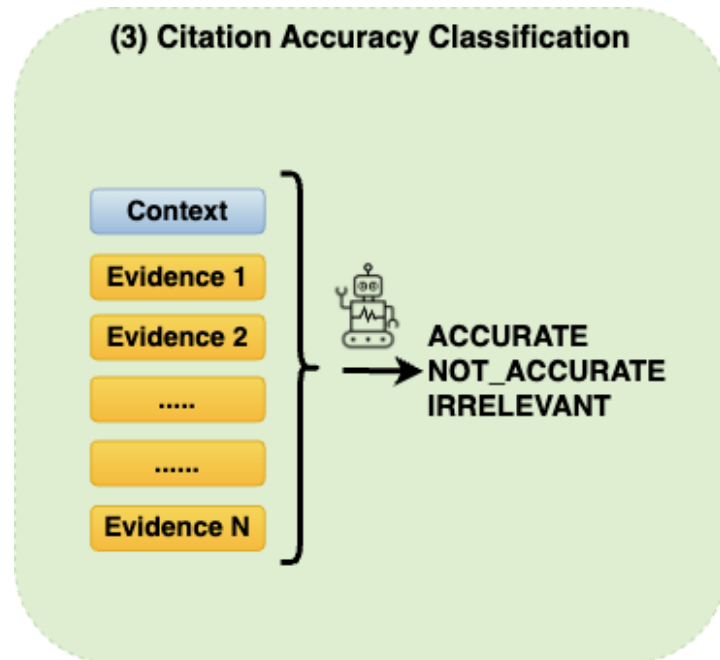 (3) Citation Accuracy Classification
Context
Evidence 1
Evidence 2
.....
......
Evidence N
ACCURATE
NOT_ACCURATE
IRRELEVANT